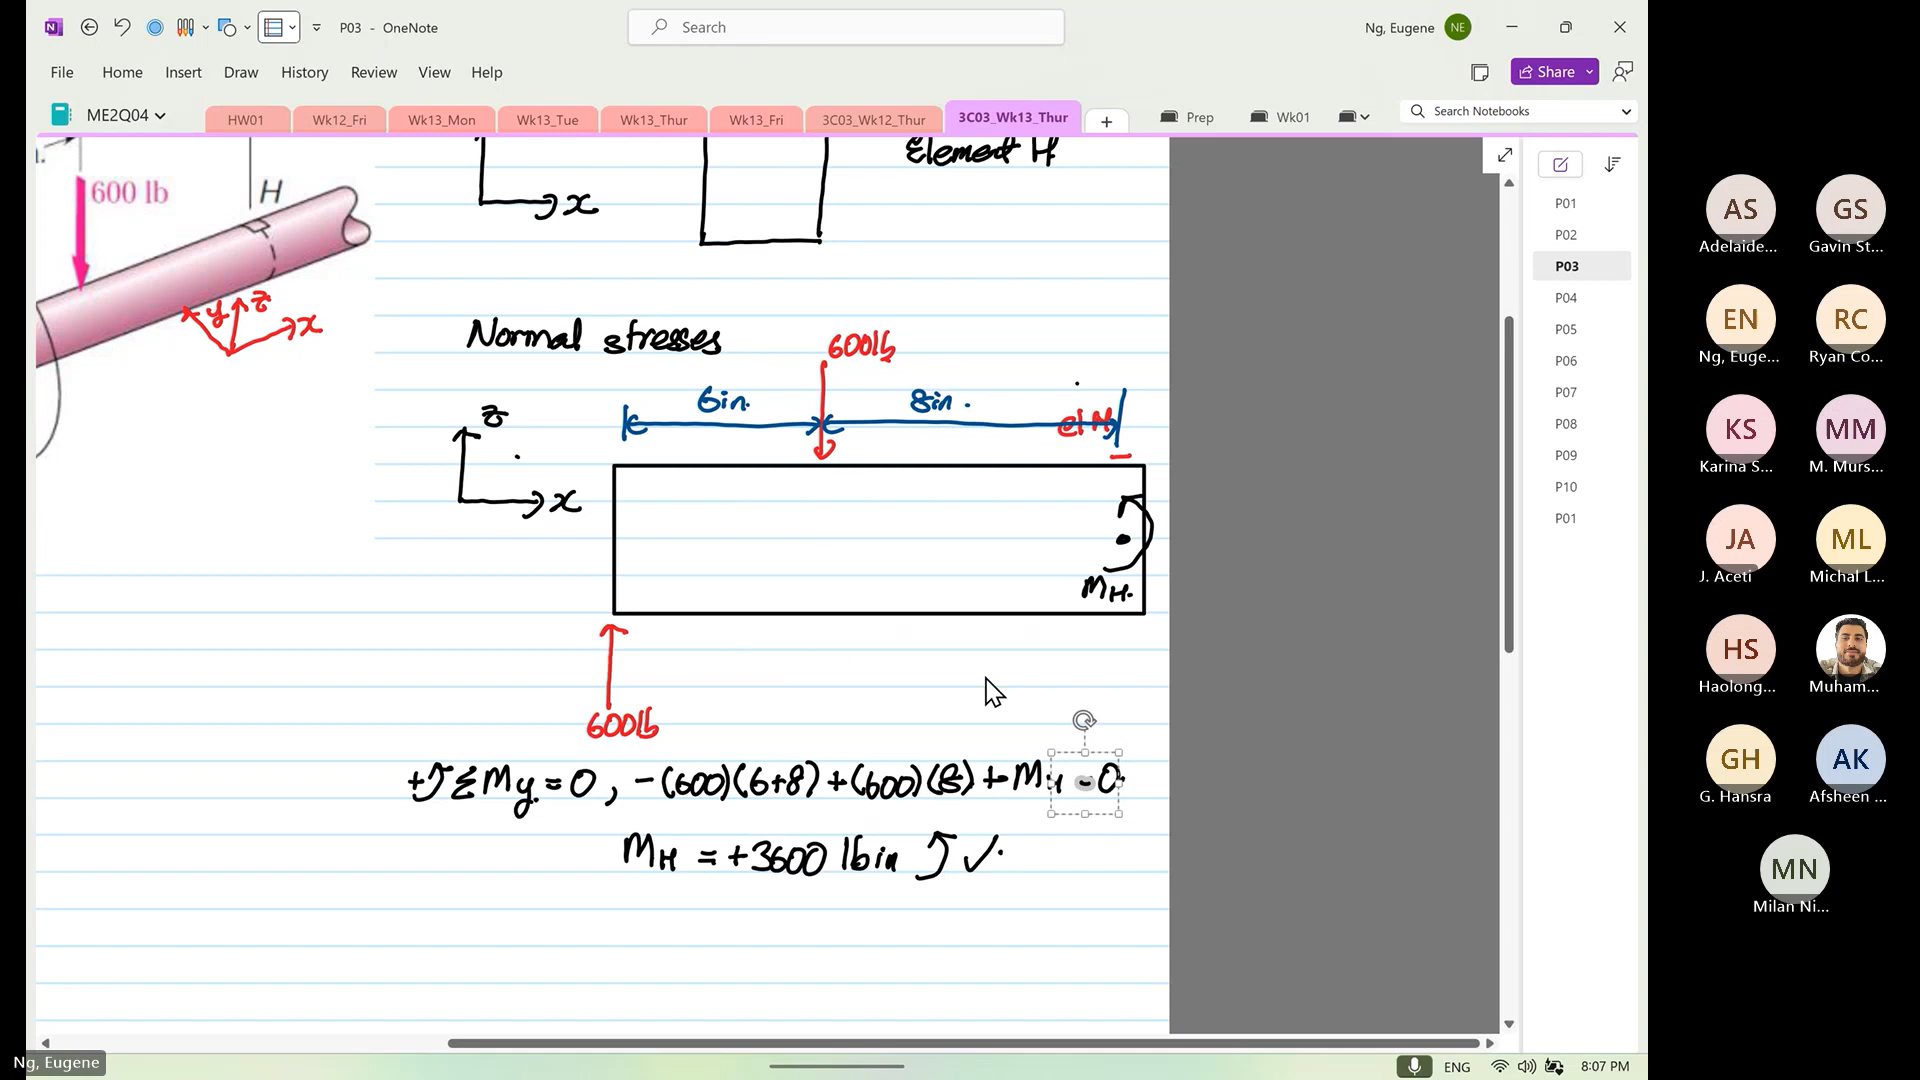 P03 - OneNote
Search
Ng, Eugene
NE
File
Home
Insert
Draw
History
Review
View
Help
Share
ME2Q04
HW01
Wk12_Fri
Wk13_Mon
Wk13_Tue
Wk13_Thur
Wk13_Fri
3C03_Wk12_Thur
3C03_Wk13_Thur
Prep
Wk01
Search Notebooks
Element H
600 lb
H
x
y
z
x
Normal stresses
600lb
6in.
8in.
el H
z
x
MH.
600lb
+↺ΣMy=0, -(600)(6+8)+(600)(8)+MH=0
MH = +3600 lbin ↺ ✓
P01
P02
P03
P04
P05
P06
P07
P08
P09
P10
P01
AS
Adelaide...
GS
Gavin St...
EN
Ng, Euge...
RC
Ryan Co...
KS
Karina S...
MM
M. Murs...
JA
J. Aceti
ML
Michal L...
HS
Haolong...
Muham...
GH
G. Hansra
AK
Afsheen ...
MN
Milan Ni...
Ng, Eugene
ENG
8:07 PM